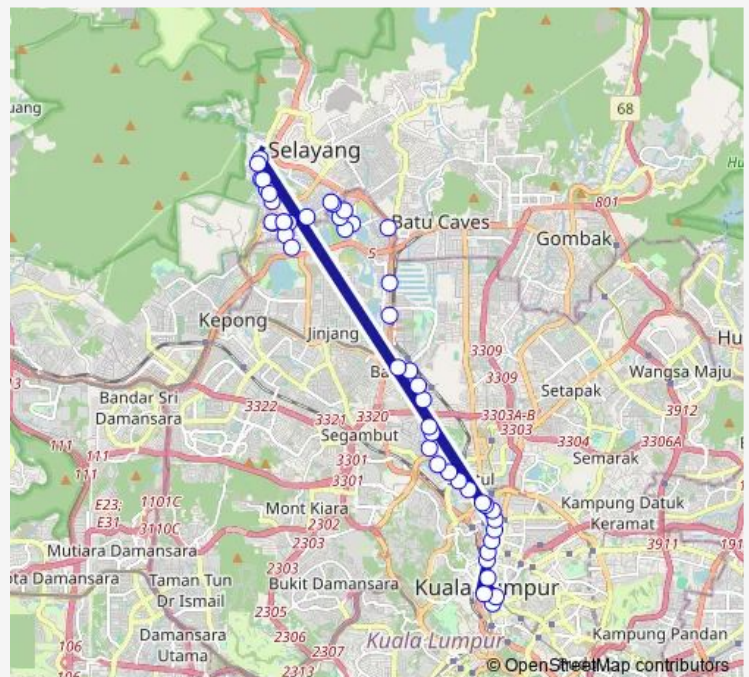 68
Selayang
801
Batu Caves
Gombak
5
Kepong
Jinjang
3309
3309
Wangsa Maju
Setapak
Bandar Sri
Damansara
3322
3321
3320
3303A-B
3303
3912
Segambut
3304
3306A
111
111
111
3301
3301
Semarak
E23;
E31
1101C
3110C
Mont Kiara
2302
2303
Kampung Datuk
Keramat
3911
Mutiara Damansara
Taman Tun
Dr Ismail
2303
Bukit Damansara
2305
Damansara
Utama
2306
2307
2313
106
106
Kuala Lumpur
Kampung Pandan
© OpenStreetMap contributors